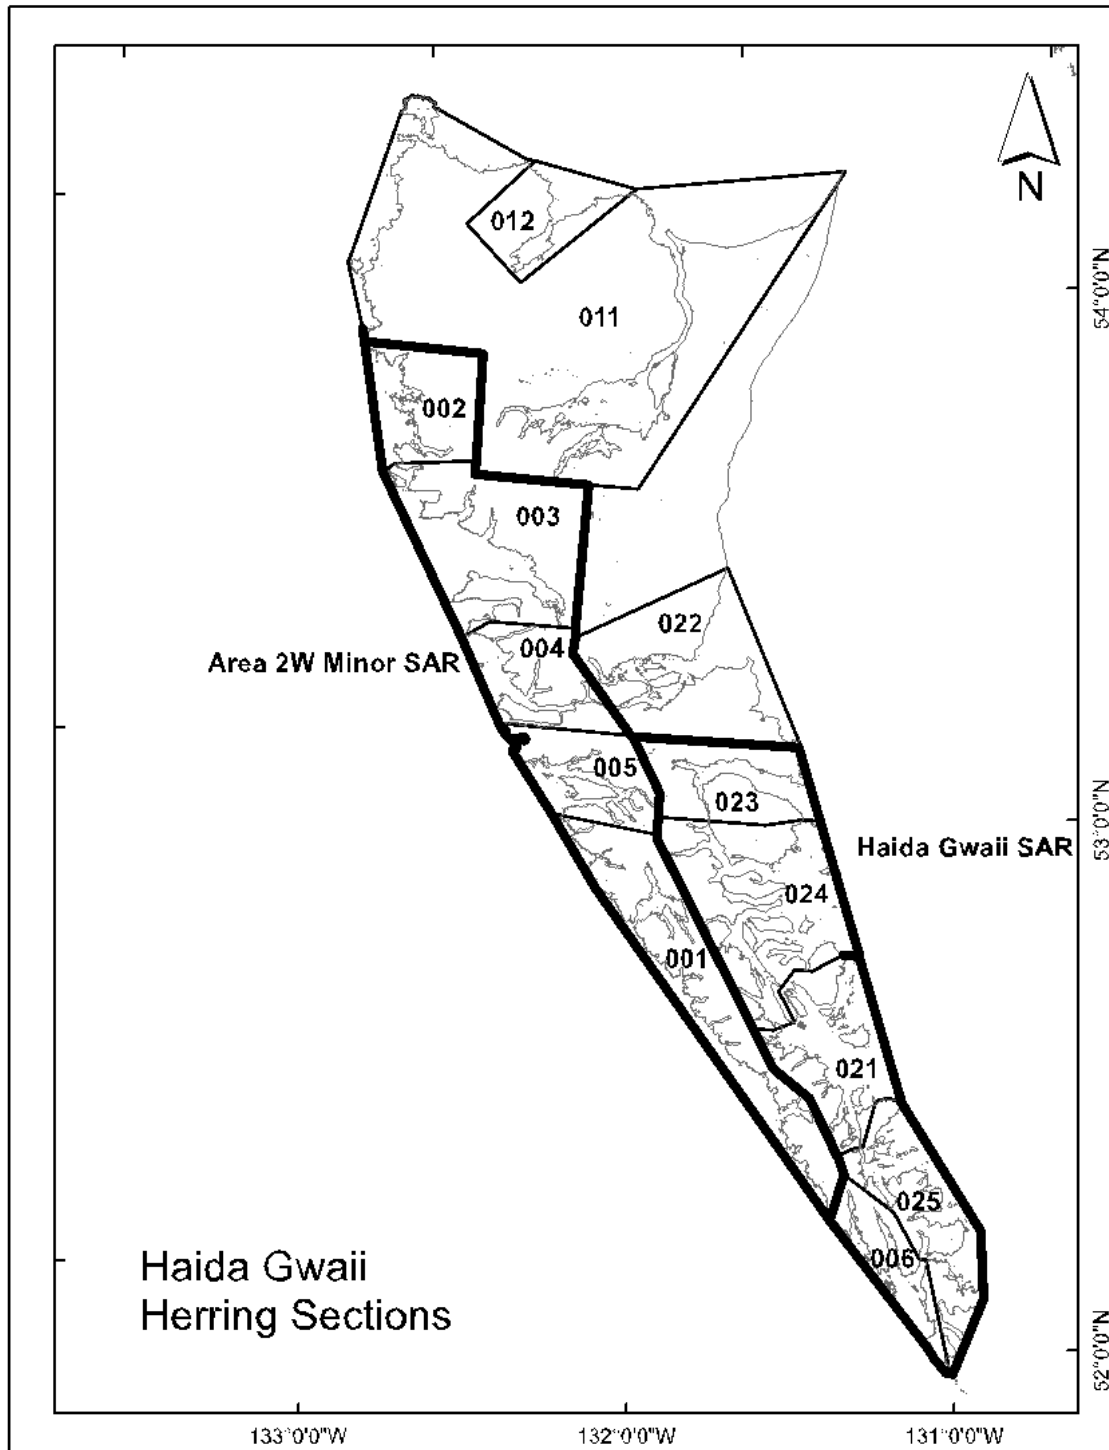 N
012
011
54°0'0"N
002
003
022
004
Area 2W Minor SAR
005
023
53°0'0"N
Haida Gwaii SAR
024
001
021
025
006
Haida Gwaii
Herring Sections
52°0'0"N
133°0'0"W
132°0'0"W
131°0'0"W